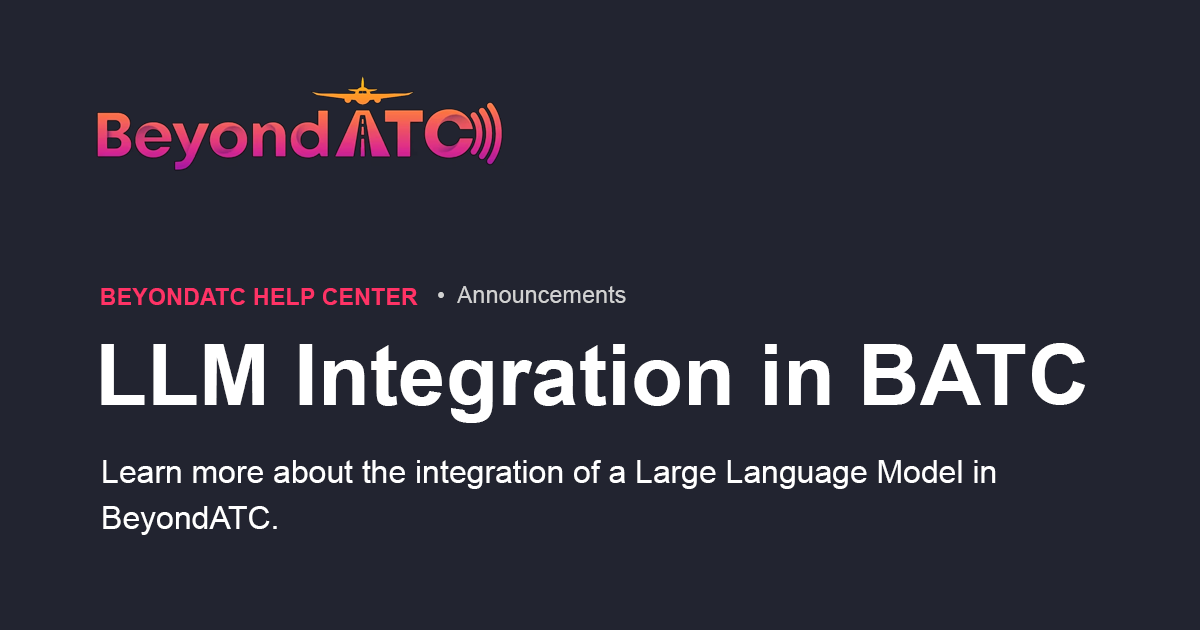 BeyondATC
BEYONDATC HELP CENTER • Announcements
LLM Integration in BATC
Learn more about the integration of a Large Language Model in
BeyondATC.